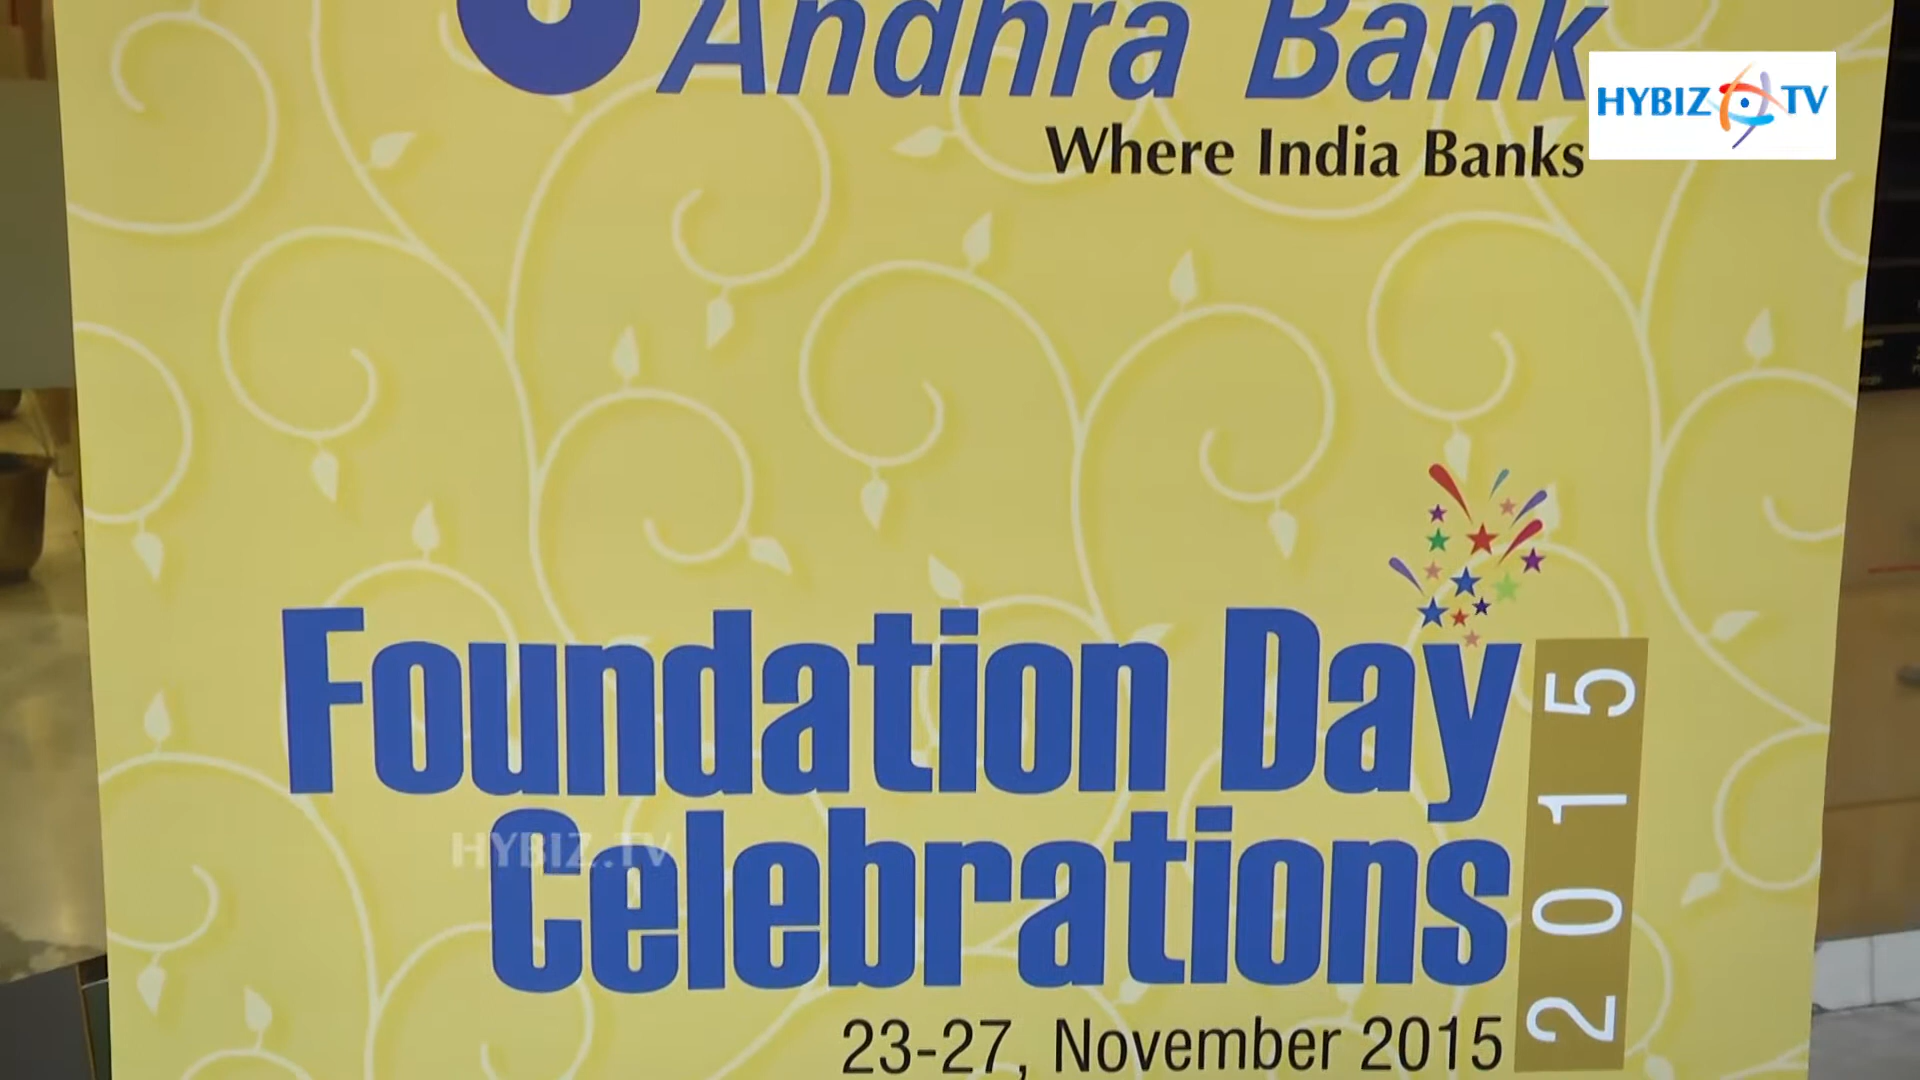 Andhra Bank
HYBIZ TV
Where India Banks
Foundation Day
Celebrations
2015
HYBIZ.TV
23-27, November 2015